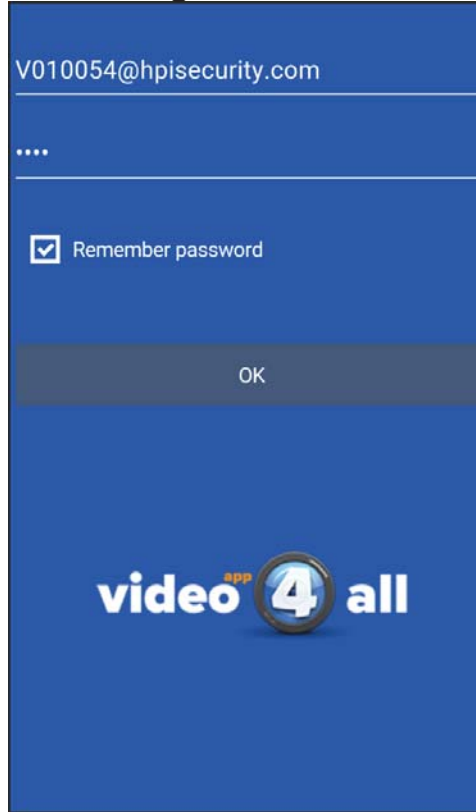 V010054@hpisecurity.com
••••
Remember password
OK
video app 4 all